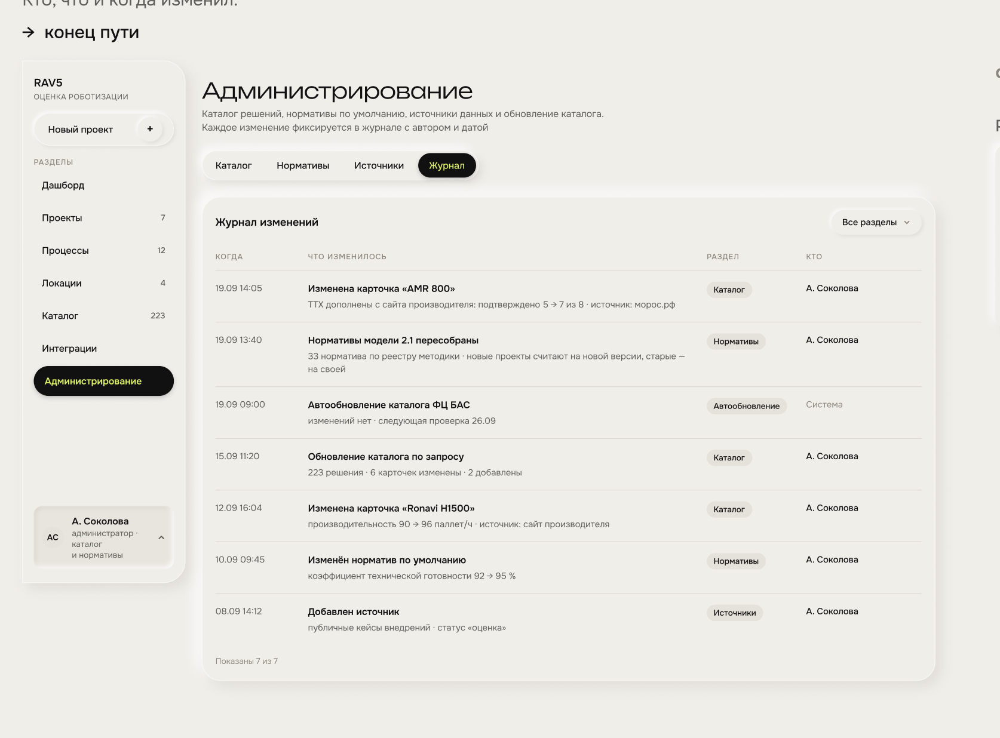 Кто, что и когда изменил.
→ конец пути
RAV5
ОЦЕНКА РОБОТИЗАЦИИ
Новый проект +
РАЗДЕЛЫ
Дашборд
Проекты 7
Процессы 12
Локации 4
Каталог 223
Интеграции
Администрирование
АС
А. Соколова
администратор ·
каталог
и нормативы
Администрирование
Каталог решений, нормативы по умолчанию, источники данных и обновление каталога.
Каждое изменение фиксируется в журнале с автором и датой
Каталог Нормативы Источники Журнал
Журнал изменений
Все разделы
КОГДА ЧТО ИЗМЕНИЛОСЬ РАЗДЕЛ КТО
19.09 14:05 Изменена карточка «AMR 800» Каталог А. Соколова
ТТХ дополнены с сайта производителя: подтверждено 5 → 7 из 8 · источник: морос.рф
19.09 13:40 Нормативы модели 2.1 пересобраны Нормативы А. Соколова
33 норматива по реестру методики · новые проекты считают на новой версии, старые —
на своей
19.09 09:00 Автообновление каталога ФЦ БАС Автообновление Система
изменений нет · следующая проверка 26.09
15.09 11:20 Обновление каталога по запросу Каталог А. Соколова
223 решения · 6 карточек изменены · 2 добавлены
12.09 16:04 Изменена карточка «Ronavi H1500» Каталог А. Соколова
производительность 90 → 96 паллет/ч · источник: сайт производителя
10.09 09:45 Изменён норматив по умолчанию Нормативы А. Соколова
коэффициент технической готовности 92 → 95 %
08.09 14:12 Добавлен источник Источники А. Соколова
публичные кейсы внедрений · статус «оценка»
Показаны 7 из 7